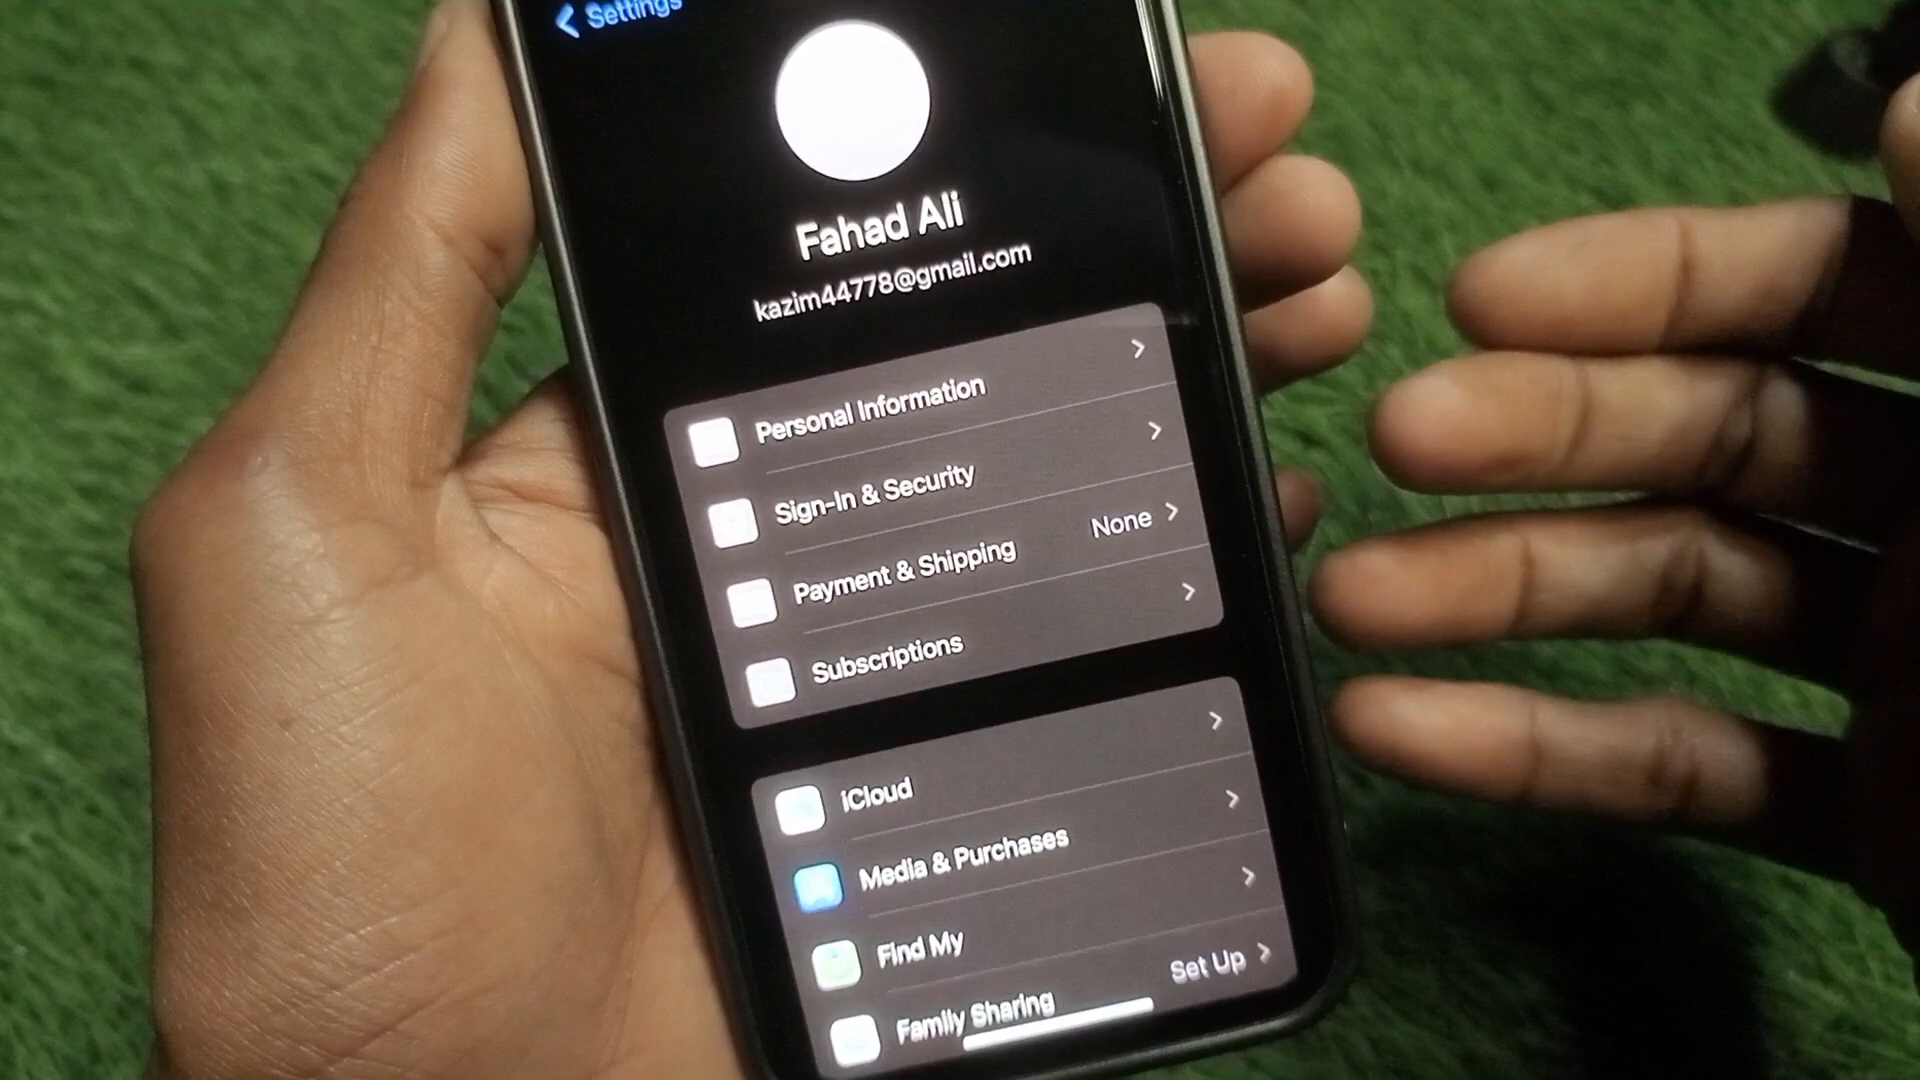 Settings
Fahad Ali
kazim44778@gmail.com
Personal Information
Sign-In & Security
Payment & Shipping None
Subscriptions
iCloud
Media & Purchases
Find My
Family Sharing Set Up